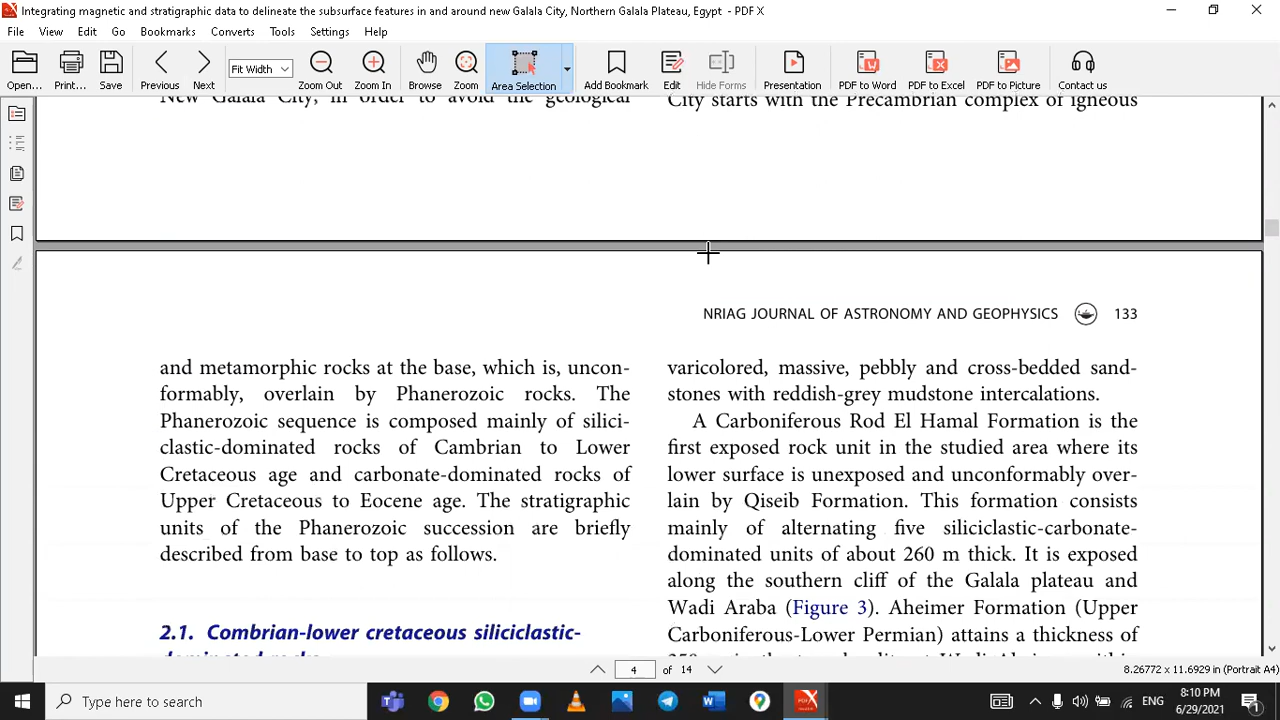 Integrating magnetic and stratigraphic data to delineate the subsurface features in and around new Galala City, Northern Galala Plateau, Egypt - PDF X
File View Edit Go Bookmarks Converts Tools Settings Help
Open... Print... Save Previous Next Fit Width Zoom Out Zoom In Browse Zoom Area Selection Add Bookmark Edit Hide Forms Presentation PDF to Word PDF to Excel PDF to Picture Contact us
New Galala City, in order to avoid the geological
City starts with the Precambrian complex of igneous
NRIAG JOURNAL OF ASTRONOMY AND GEOPHYSICS 133
and metamorphic rocks at the base, which is, uncon-
formably, overlain by Phanerozoic rocks. The
Phanerozoic sequence is composed mainly of silici-
clastic-dominated rocks of Cambrian to Lower
Cretaceous age and carbonate-dominated rocks of
Upper Cretaceous to Eocene age. The stratigraphic
units of the Phanerozoic succession are briefly
described from base to top as follows.
2.1. Combrian-lower cretaceous siliciclastic-
dominated rocks
varicolored, massive, pebbly and cross-bedded sand-
stones with reddish-grey mudstone intercalations.
A Carboniferous Rod El Hamal Formation is the
first exposed rock unit in the studied area where its
lower surface is unexposed and unconformably over-
lain by Qiseib Formation. This formation consists
mainly of alternating five siliciclastic-carbonate-
dominated units of about 260 m thick. It is exposed
along the southern cliff of the Galala plateau and
Wadi Araba (Figure 3). Aheimer Formation (Upper
Carboniferous-Lower Permian) attains a thickness of
4 of 14
8.26772 x 11.6929 in (Portrait A4)
Type here to search
ENG
8:10 PM
6/29/2021
1